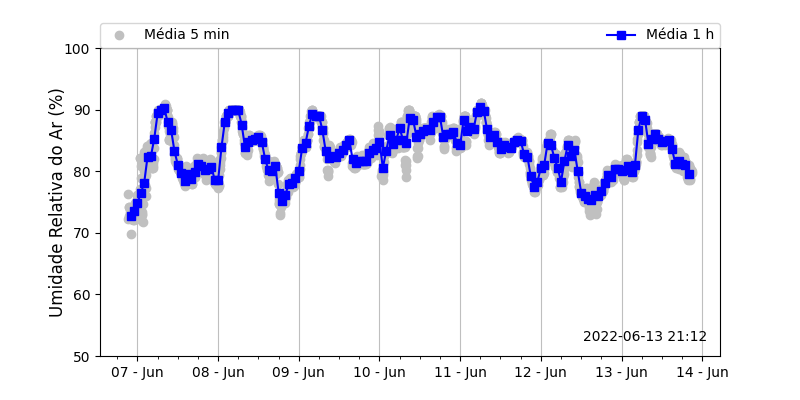 Média 5 min
Média 1 h
Umidade Relativa do Ar (%)
100
90
80
70
60
50
2022-06-13 21:12
07 - Jun
08 - Jun
09 - Jun
10 - Jun
11 - Jun
12 - Jun
13 - Jun
14 - Jun